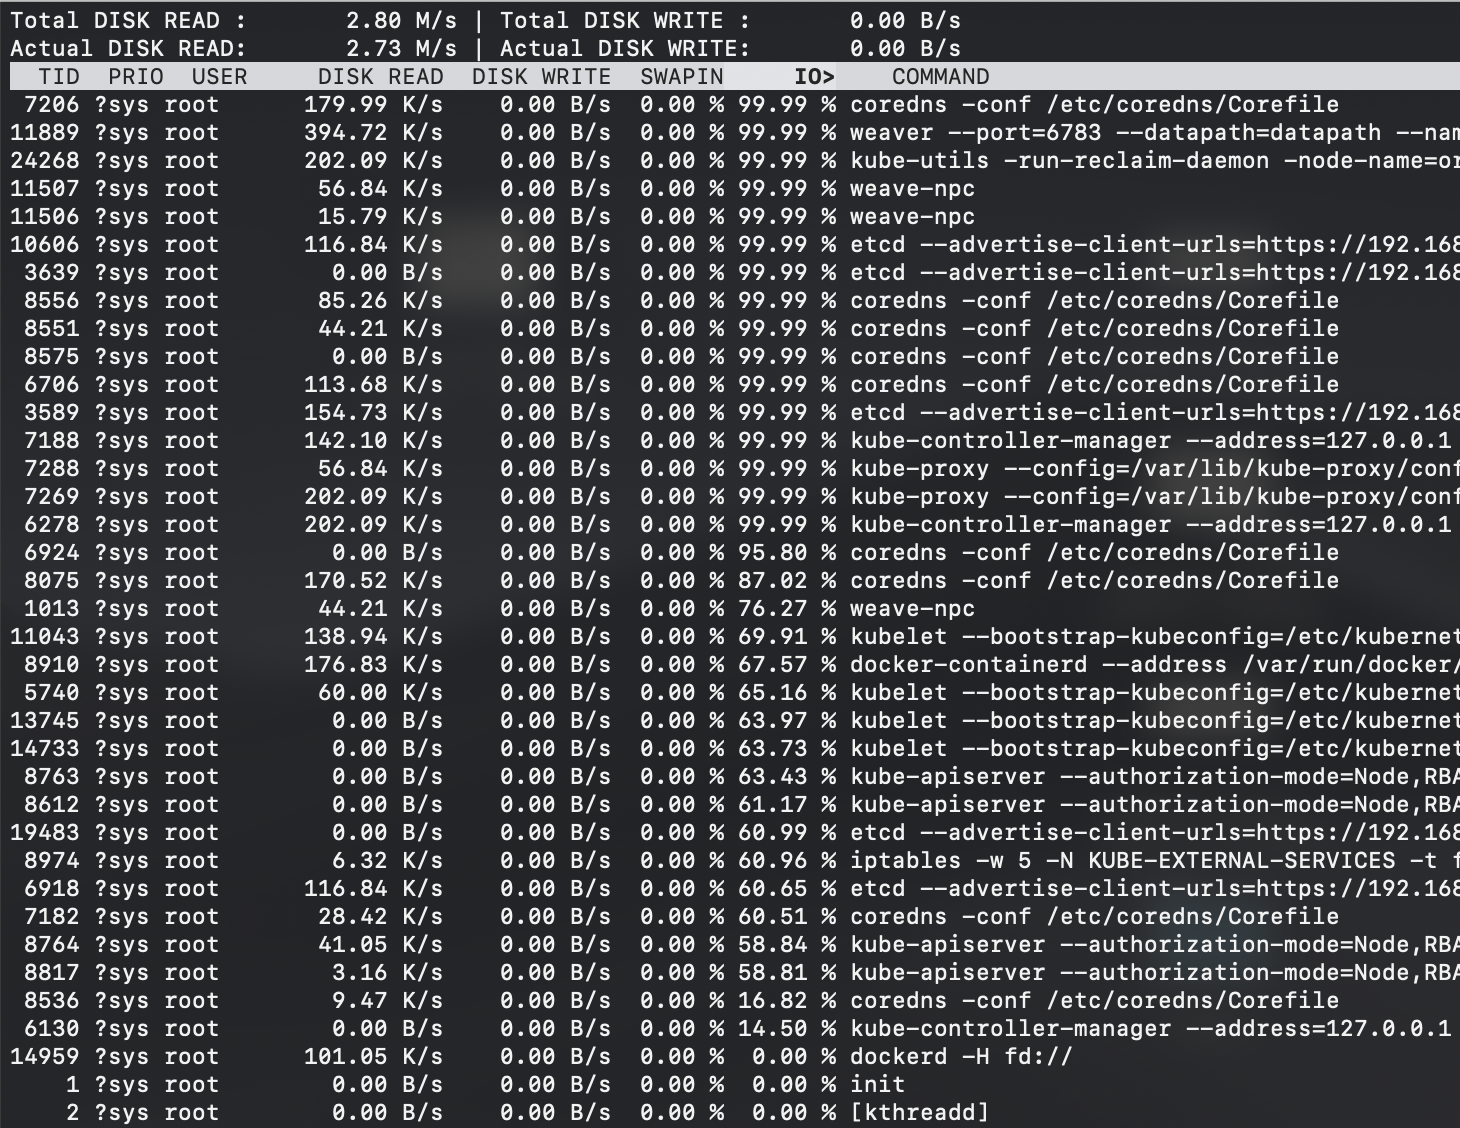 Total DISK READ :       2.80 M/s | Total DISK WRITE :       0.00 B/s
Actual DISK READ:       2.73 M/s | Actual DISK WRITE:       0.00 B/s
  TID  PRIO  USER     DISK READ  DISK WRITE  SWAPIN     IO>    COMMAND
 7206 ?sys root      179.99 K/s    0.00 B/s  0.00 % 99.99 % coredns -conf /etc/coredns/Corefile
11889 ?sys root      394.72 K/s    0.00 B/s  0.00 % 99.99 % weaver --port=6783 --datapath=datapath --nam
24268 ?sys root      202.09 K/s    0.00 B/s  0.00 % 99.99 % kube-utils -run-reclaim-daemon -node-name=or
11507 ?sys root       56.84 K/s    0.00 B/s  0.00 % 99.99 % weave-npc
11506 ?sys root       15.79 K/s    0.00 B/s  0.00 % 99.99 % weave-npc
10606 ?sys root      116.84 K/s    0.00 B/s  0.00 % 99.99 % etcd --advertise-client-urls=https://192.168
 3639 ?sys root        0.00 B/s    0.00 B/s  0.00 % 99.99 % etcd --advertise-client-urls=https://192.168
 8556 ?sys root       85.26 K/s    0.00 B/s  0.00 % 99.99 % coredns -conf /etc/coredns/Corefile
 8551 ?sys root       44.21 K/s    0.00 B/s  0.00 % 99.99 % coredns -conf /etc/coredns/Corefile
 8575 ?sys root        0.00 B/s    0.00 B/s  0.00 % 99.99 % coredns -conf /etc/coredns/Corefile
 6706 ?sys root      113.68 K/s    0.00 B/s  0.00 % 99.99 % coredns -conf /etc/coredns/Corefile
 3589 ?sys root      154.73 K/s    0.00 B/s  0.00 % 99.99 % etcd --advertise-client-urls=https://192.168
 7188 ?sys root      142.10 K/s    0.00 B/s  0.00 % 99.99 % kube-controller-manager --address=127.0.0.1
 7288 ?sys root       56.84 K/s    0.00 B/s  0.00 % 99.99 % kube-proxy --config=/var/lib/kube-proxy/conf
 7269 ?sys root      202.09 K/s    0.00 B/s  0.00 % 99.99 % kube-proxy --config=/var/lib/kube-proxy/conf
 6278 ?sys root      202.09 K/s    0.00 B/s  0.00 % 99.99 % kube-controller-manager --address=127.0.0.1
 6924 ?sys root        0.00 B/s    0.00 B/s  0.00 % 95.80 % coredns -conf /etc/coredns/Corefile
 8075 ?sys root      170.52 K/s    0.00 B/s  0.00 % 87.02 % coredns -conf /etc/coredns/Corefile
 1013 ?sys root       44.21 K/s    0.00 B/s  0.00 % 76.27 % weave-npc
11043 ?sys root      138.94 K/s    0.00 B/s  0.00 % 69.91 % kubelet --bootstrap-kubeconfig=/etc/kubernet
 8910 ?sys root      176.83 K/s    0.00 B/s  0.00 % 67.57 % docker-containerd --address /var/run/docker/
 5740 ?sys root       60.00 K/s    0.00 B/s  0.00 % 65.16 % kubelet --bootstrap-kubeconfig=/etc/kubernet
13745 ?sys root        0.00 B/s    0.00 B/s  0.00 % 63.97 % kubelet --bootstrap-kubeconfig=/etc/kubernet
14733 ?sys root        0.00 B/s    0.00 B/s  0.00 % 63.73 % kubelet --bootstrap-kubeconfig=/etc/kubernet
 8763 ?sys root        0.00 B/s    0.00 B/s  0.00 % 63.43 % kube-apiserver --authorization-mode=Node,RBA
 8612 ?sys root        0.00 B/s    0.00 B/s  0.00 % 61.17 % kube-apiserver --authorization-mode=Node,RBA
19483 ?sys root        0.00 B/s    0.00 B/s  0.00 % 60.99 % etcd --advertise-client-urls=https://192.168
 8974 ?sys root        6.32 K/s    0.00 B/s  0.00 % 60.96 % iptables -w 5 -N KUBE-EXTERNAL-SERVICES -t f
 6918 ?sys root      116.84 K/s    0.00 B/s  0.00 % 60.65 % etcd --advertise-client-urls=https://192.168
 7182 ?sys root       28.42 K/s    0.00 B/s  0.00 % 60.51 % coredns -conf /etc/coredns/Corefile
 8764 ?sys root       41.05 K/s    0.00 B/s  0.00 % 58.84 % kube-apiserver --authorization-mode=Node,RBA
 8817 ?sys root        3.16 K/s    0.00 B/s  0.00 % 58.81 % kube-apiserver --authorization-mode=Node,RBA
 8536 ?sys root        9.47 K/s    0.00 B/s  0.00 % 16.82 % coredns -conf /etc/coredns/Corefile
 6130 ?sys root        0.00 B/s    0.00 B/s  0.00 % 14.50 % kube-controller-manager --address=127.0.0.1
14959 ?sys root      101.05 K/s    0.00 B/s  0.00 %  0.00 % dockerd -H fd://
    1 ?sys root        0.00 B/s    0.00 B/s  0.00 %  0.00 % init
    2 ?sys root        0.00 B/s    0.00 B/s  0.00 %  0.00 % [kthreadd]